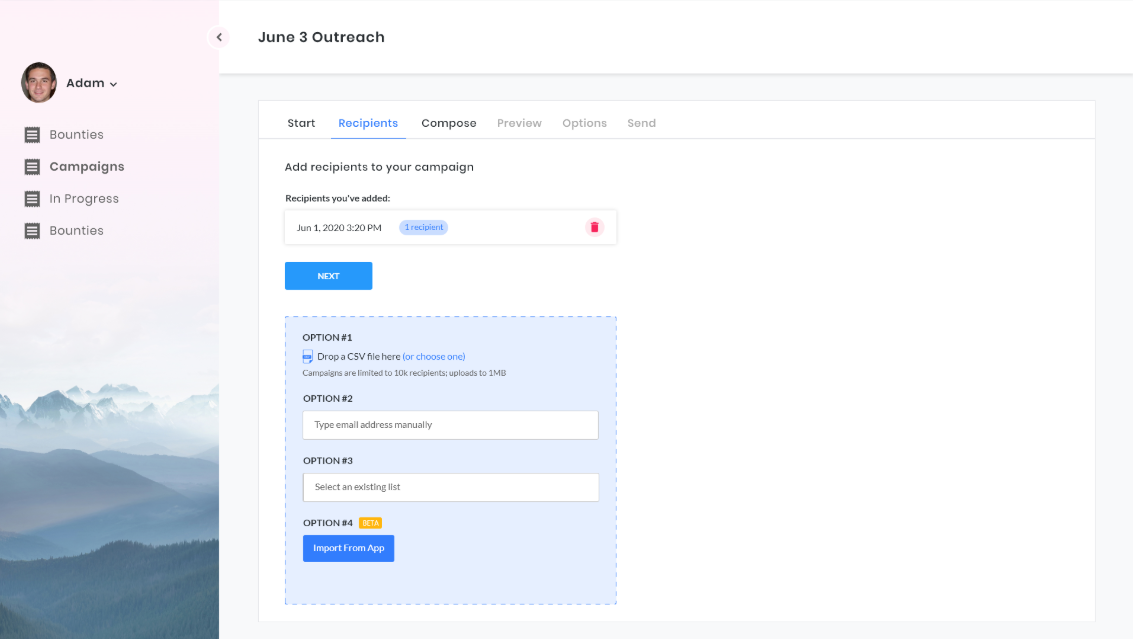 June 3 Outreach
Adam
Bounties
Campaigns
In Progress
Bounties
Start Recipients Compose Preview Options Send
Add recipients to your campaign
Recipients you've added:
Jun 1, 2020 3:20 PM 1 recipient
NEXT
OPTION #1
Drop a CSV file here (or choose one)
Campaigns are limited to 10k recipients; uploads to 1MB
OPTION #2
Type email address manually
OPTION #3
Select an existing list
OPTION #4 BETA
Import From App